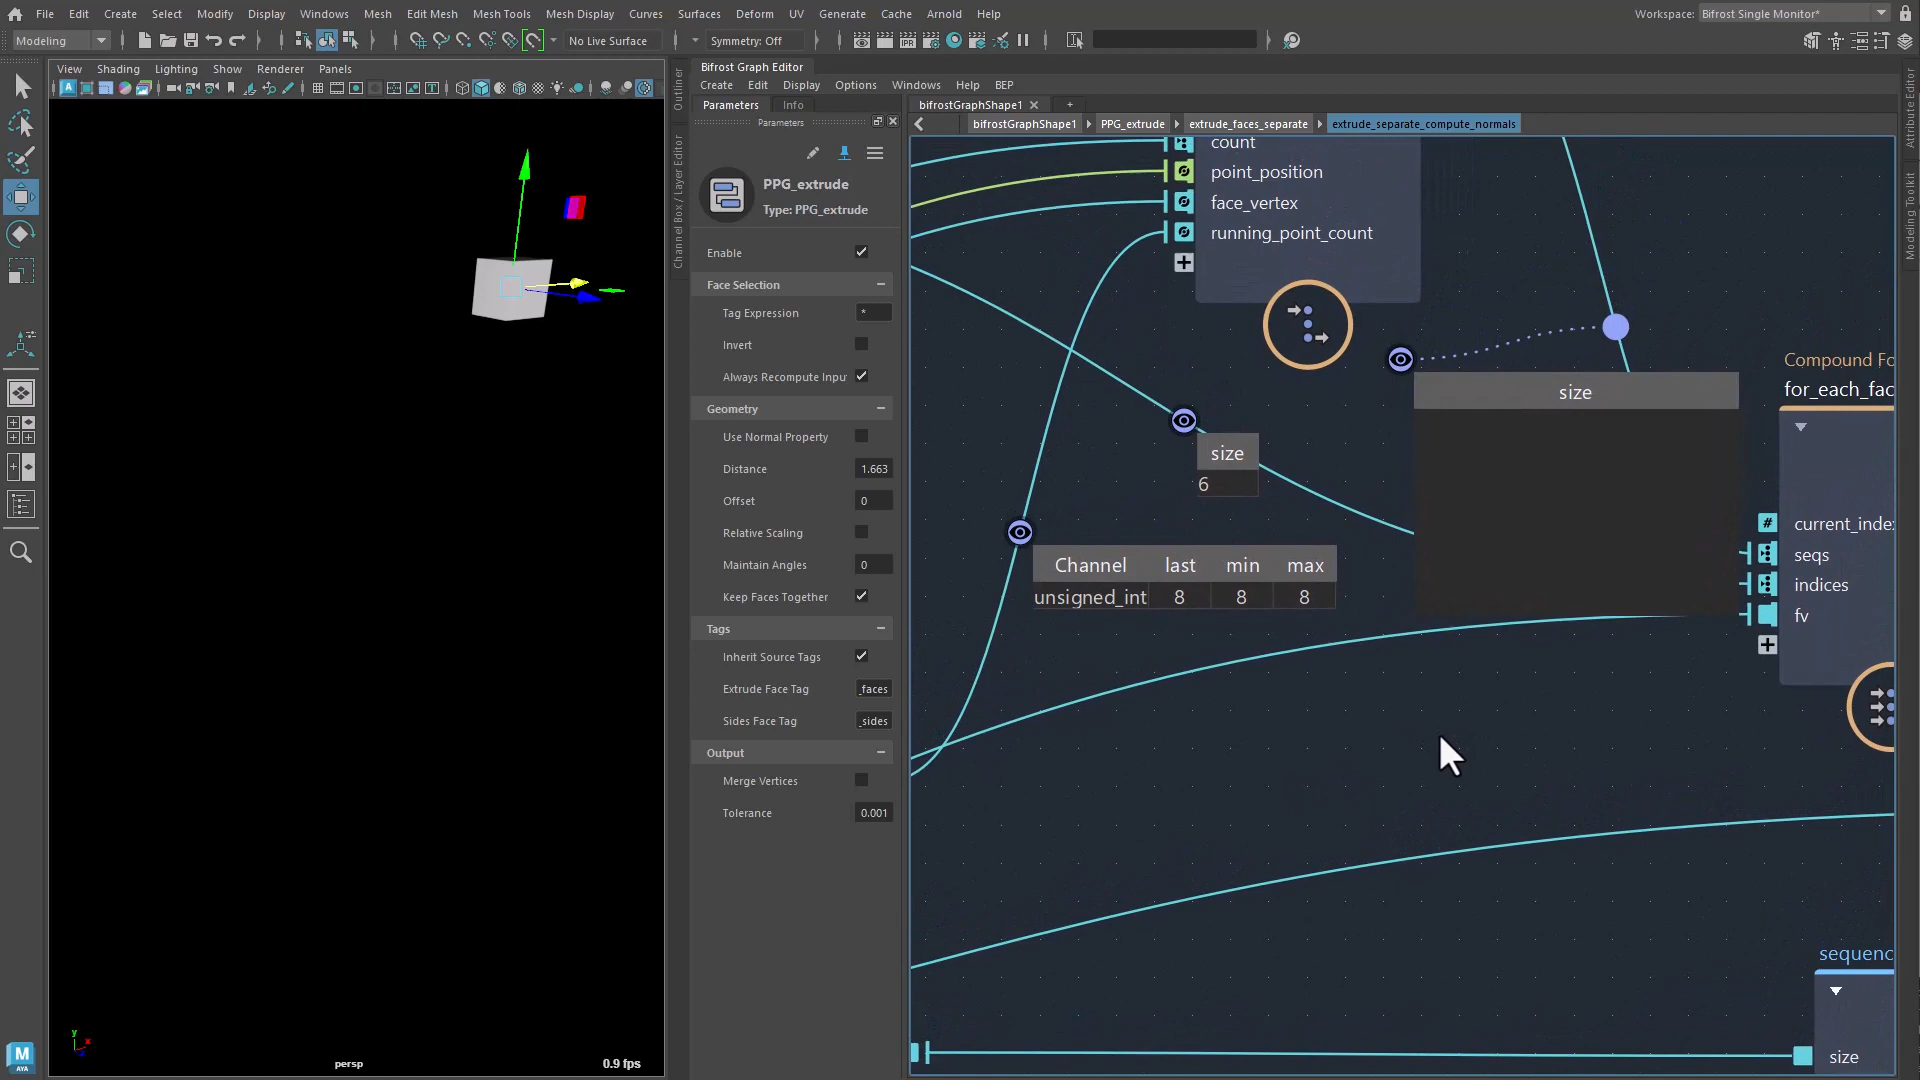 File Edit Create Select Modify Display Windows Mesh Edit Mesh Mesh Tools Mesh Display Curves Surfaces Deform UV Generate Cache Arnold Help
Workspace: Bifrost Single Monitor*
Modeling
No Live Surface
Symmetry: Off
IPR
View Shading Lighting Show Renderer Panels
Outliner
Channel Box / Layer Editor
persp
0.9 fps
y
x
M
AYA
Bifrost Graph Editor
Create Edit Display Options Windows Help BEP
Parameters Info
Parameters
PPG_extrude
Type: PPG_extrude
Enable
Face Selection
Tag Expression *
Invert
Always Recompute Inpu
Geometry
Use Normal Property
Distance 1.663
Offset 0
Relative Scaling
Maintain Angles 0
Keep Faces Together
Tags
Inherit Source Tags
Extrude Face Tag _faces
Sides Face Tag _sides
Output
Merge Vertices
Tolerance 0.001
bifrostGraphShape1
bifrostGraphShape1 PPG_extrude extrude_faces_separate extrude_separate_compute_normals
count
point_position
face_vertex
running_point_count
size
6
Channel last min max
unsigned_int 8 8 8
size
Compound Fo
for_each_fac
current_index
seqs
indices
fv
sequenc
size
Attribute Editor
Modeling Toolkit